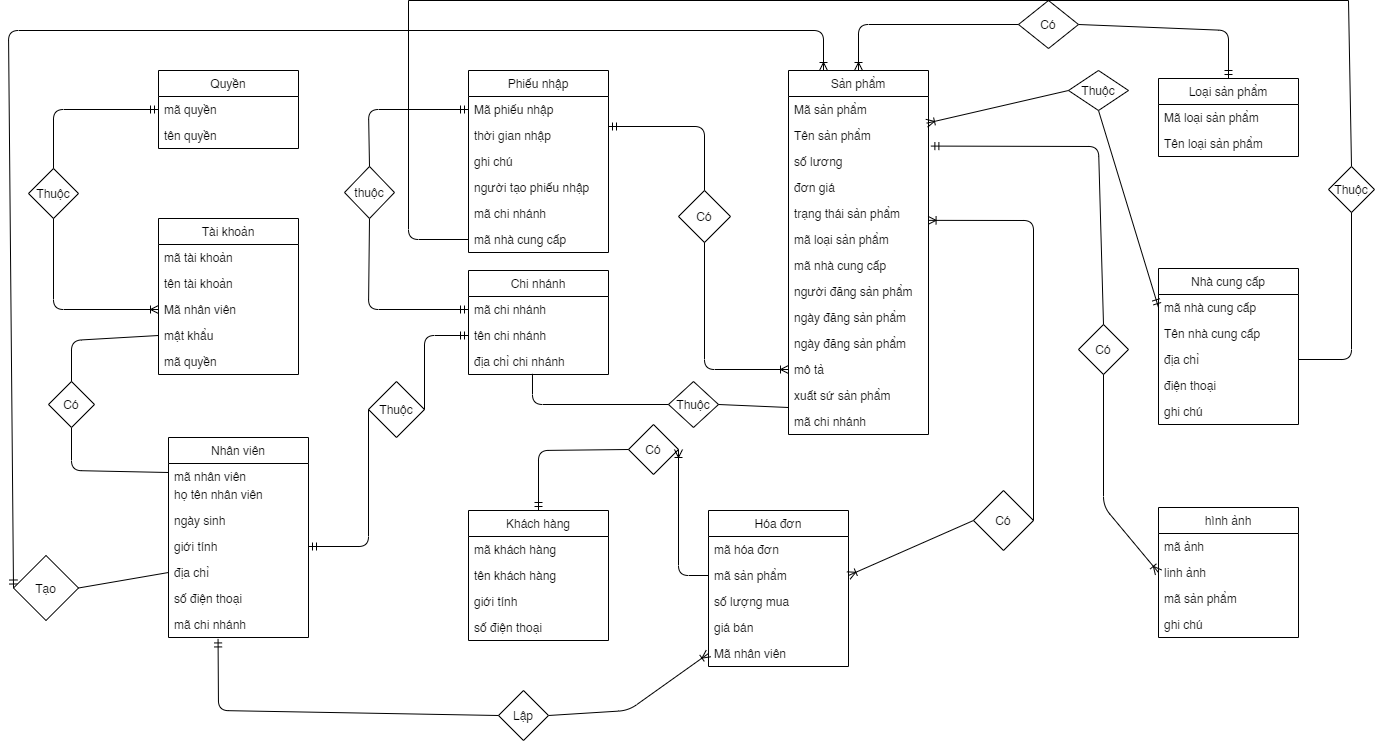 Quyền
mã quyền
tên quyền
Thuộc
Tài khoản
mã tài khoản
tên tài khoản
Mã nhân viên
mật khẩu
mã quyền
Có
Nhân viên
mã nhân viên
họ tên nhân viên
ngày sinh
giới tính
địa chỉ
số điện thoại
mã chi nhánh
Tạo
Phiếu nhập
Mã phiếu nhập
thời gian nhập
ghi chú
người tạo phiếu nhập
mã chi nhánh
mã nhà cung cấp
thuộc
Chi nhánh
mã chi nhánh
tên chi nhánh
địa chỉ chi nhánh
Thuộc
Có
Thuộc
Có
Khách hàng
mã khách hàng
tên khách hàng
giới tính
số điện thoại
Lập
Hóa đơn
mã hóa đơn
mã sản phẩm
số lượng mua
giá bán
Mã nhân viên
Sản phẩm
Mã sản phẩm
Tên sản phẩm
số lương
đơn giá
trạng thái sản phẩm
mã loại sản phẩm
mã nhà cung cấp
người đăng sản phẩm
ngày đăng sản phẩm
ngày đăng sản phẩm
mô tả
xuất sứ sản phẩm
mã chi nhánh
Có
Thuộc
Có
Có
Loại sản phẩm
Mã loại sản phẩm
Tên loại sản phẩm
Thuộc
Nhà cung cấp
mã nhà cung cấp
Tên nhà cung cấp
địa chỉ
điện thoại
ghi chú
hình ảnh
mã ảnh
linh ảnh
mã sản phẩm
ghi chú